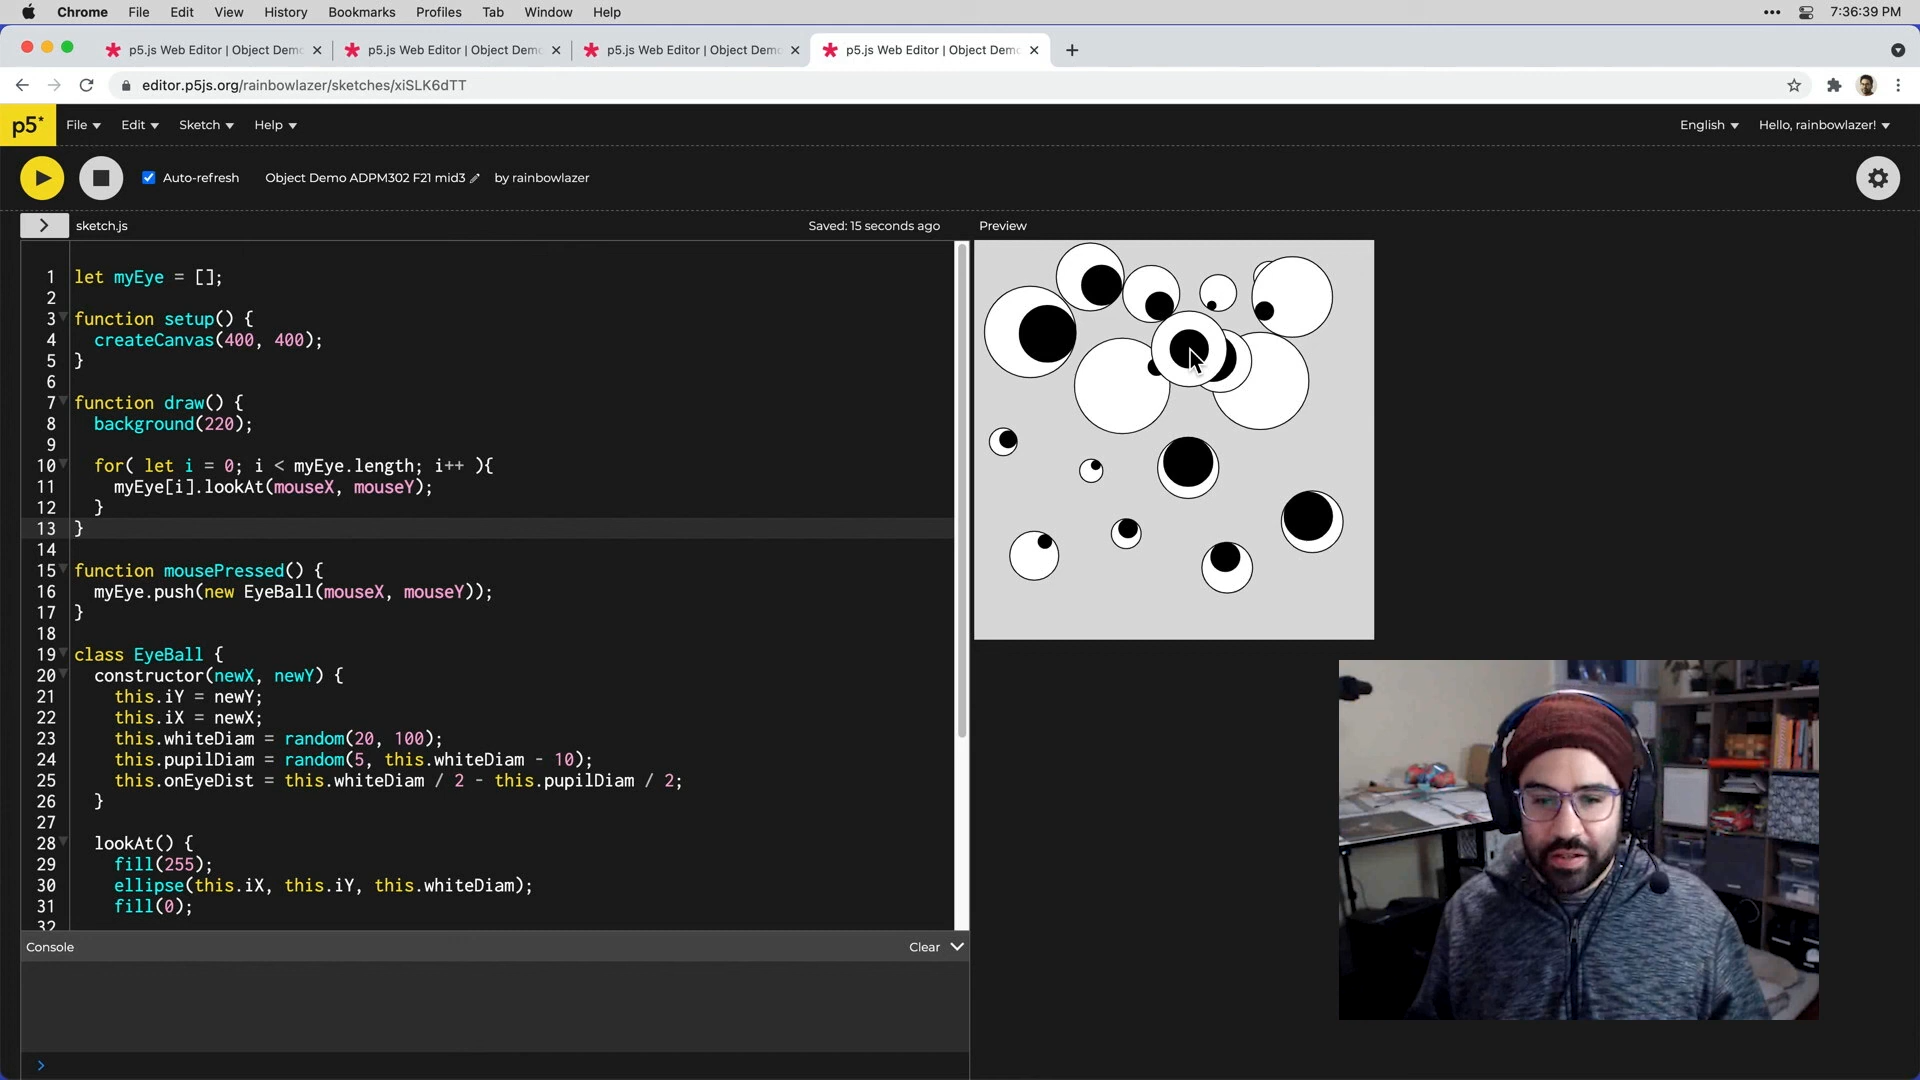 Chrome File Edit View History Bookmarks Profiles Tab Window Help ••• 7:36:39 PM
p5.js Web Editor | Object Demo p5.js Web Editor | Object Demo p5.js Web Editor | Object Demo p5.js Web Editor | Object Demo
editor.p5js.org/rainbowlazer/sketches/xiSLK6dTT
p5* File Edit Sketch Help English Hello, rainbowlazer!
Auto-refresh Object Demo ADPM302 F21 mid3 by rainbowlazer
> sketch.js Saved: 15 seconds ago Preview
1 let myEye = [];
2
3 function setup() {
4 createCanvas(400, 400);
5 }
6
7 function draw() {
8 background(220);
9
10 for( let i = 0; i < myEye.length; i++ ){
11 myEye[i].lookAt(mouseX, mouseY);
12 }
13 }
14
15 function mousePressed() {
16 myEye.push(new EyeBall(mouseX, mouseY));
17 }
18
19 class EyeBall {
20 constructor(newX, newY) {
21 this.iY = newY;
22 this.iX = newX;
23 this.whiteDiam = random(20, 100);
24 this.pupilDiam = random(5, this.whiteDiam - 10);
25 this.onEyeDist = this.whiteDiam / 2 - this.pupilDiam / 2;
26 }
27
28 lookAt() {
29 fill(255);
30 ellipse(this.iX, this.iY, this.whiteDiam);
31 fill(0);
32
Console Clear
>